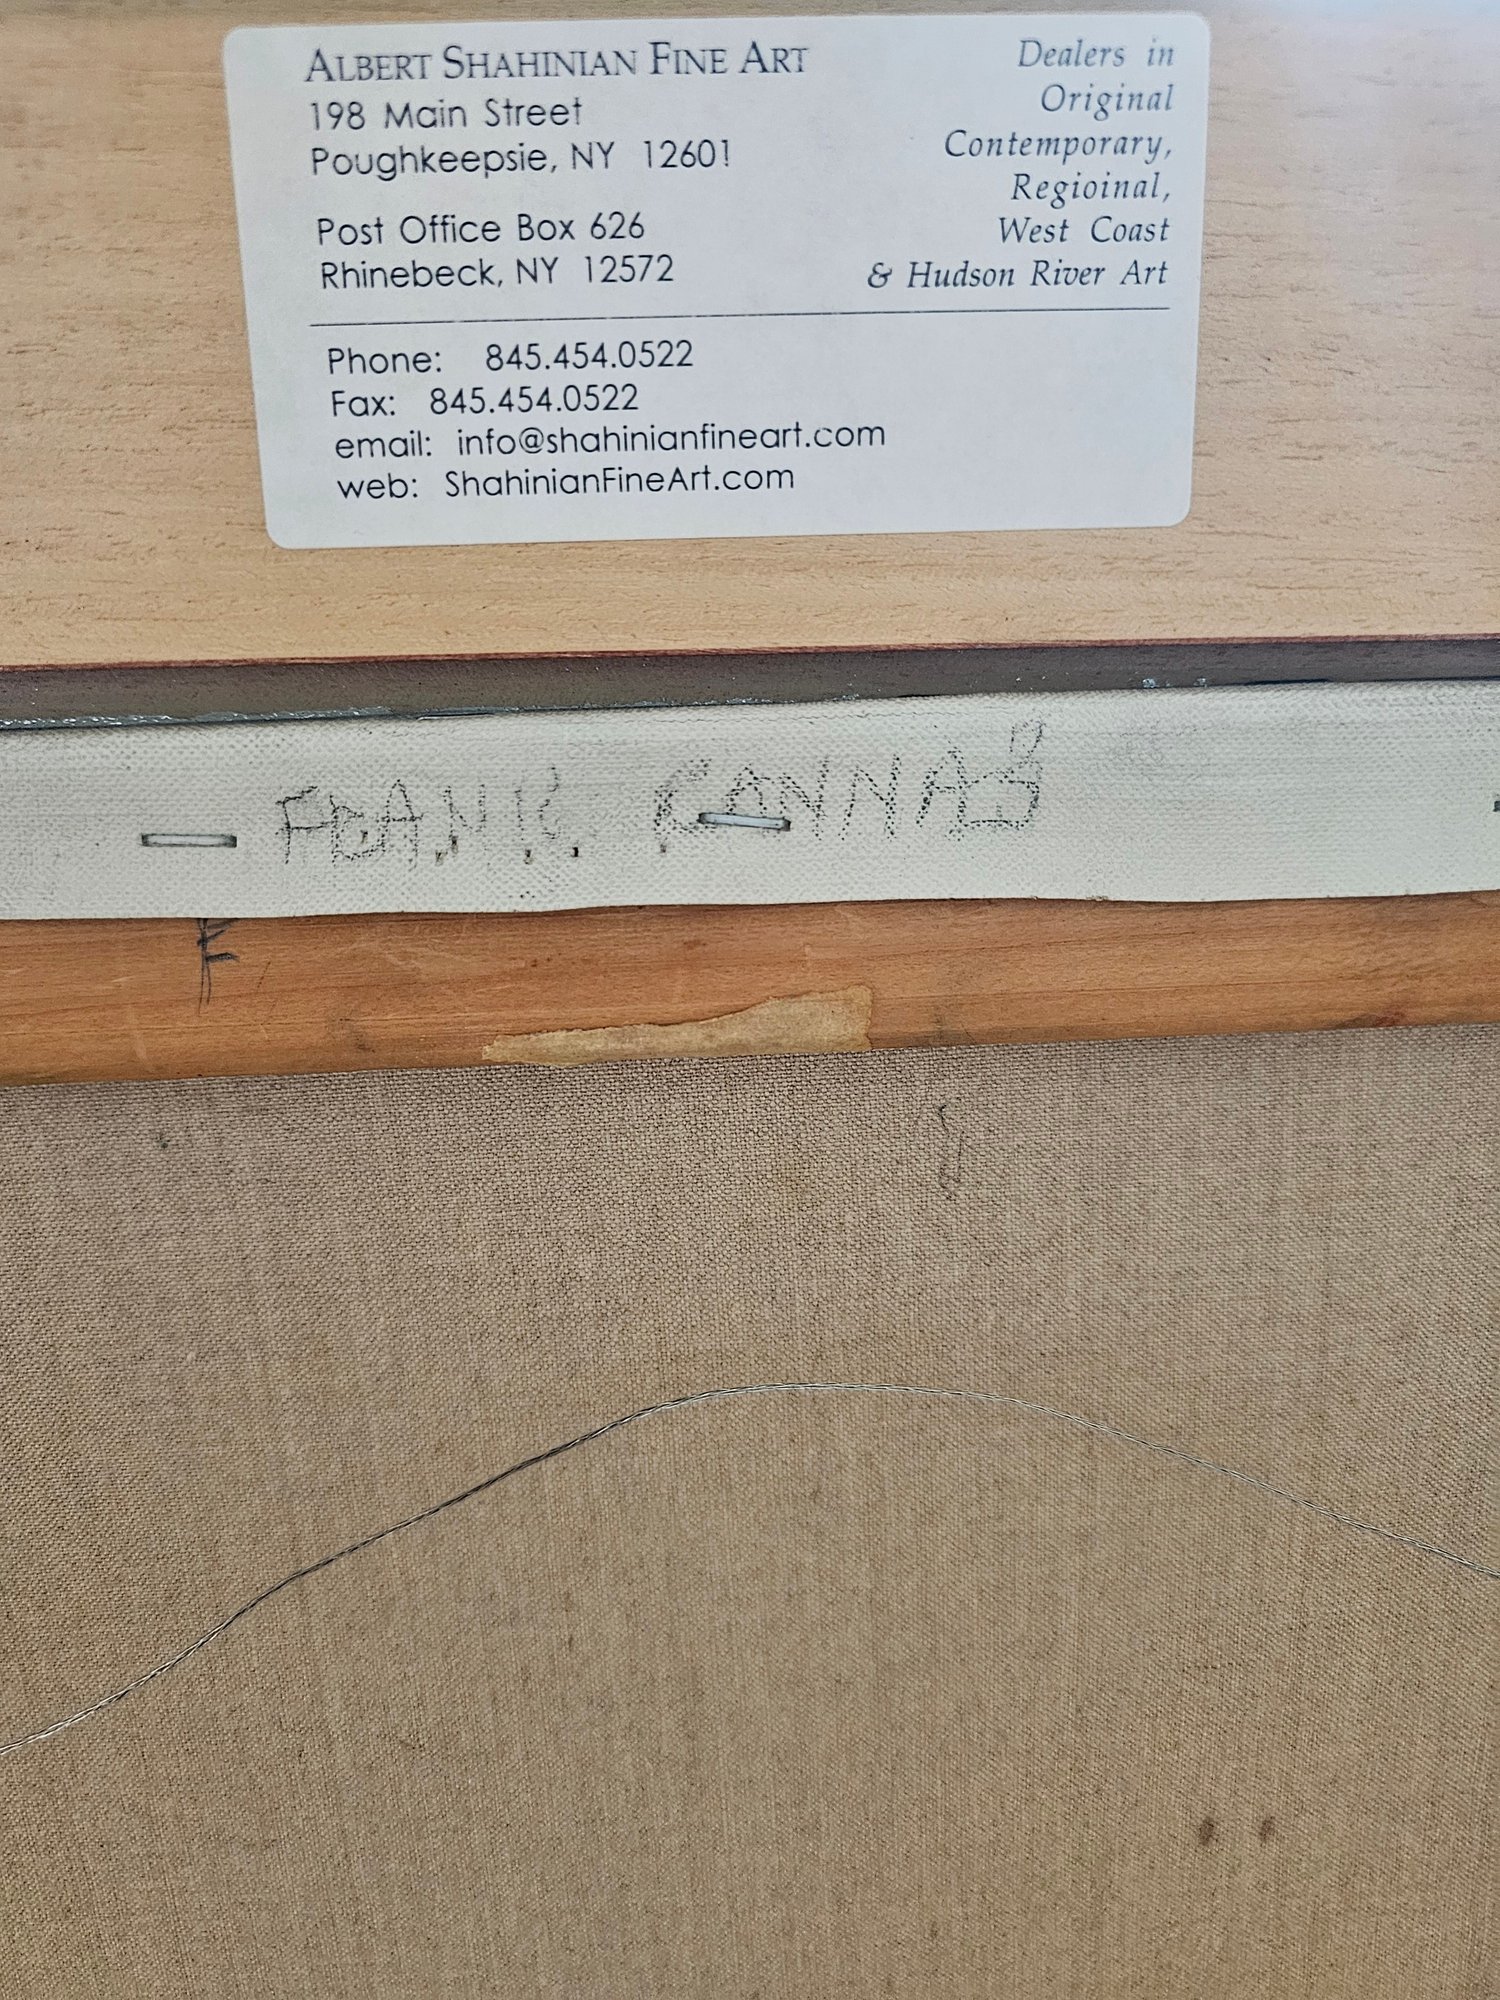 ALBERT SHAHINIAN FINE ART
198 Main Street
Poughkeepsie, NY 12601
Post Office Box 626
Rhinebeck, NY 12572
Dealers in
Original
Contemporary,
Regioinal,
West Coast
& Hudson River Art
Phone: 845.454.0522
Fax: 845.454.0522
email: info@shahinianfineart.com
web: ShahinianFineArt.com
FRANK
F